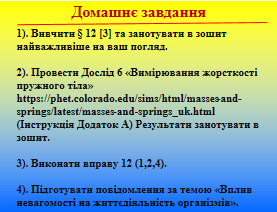 Домашнє завдання
1). Вивчити § 12 [3] та занотувати в зошит
найважливіше на ваш погляд.
2). Провести Дослід 6 «Вимірювання жорсткості
пружного тіла»
https://phet.colorado.edu/sims/html/masses-and-
springs/latest/masses-and-springs_uk.html
(Інструкція Додаток А) Результати занотувати в
зошит.
3). Виконати вправу 12 (1,2,4).
4). Підготувати повідомлення за темою «Вплив
невагомості на життєдіяльність організмів».